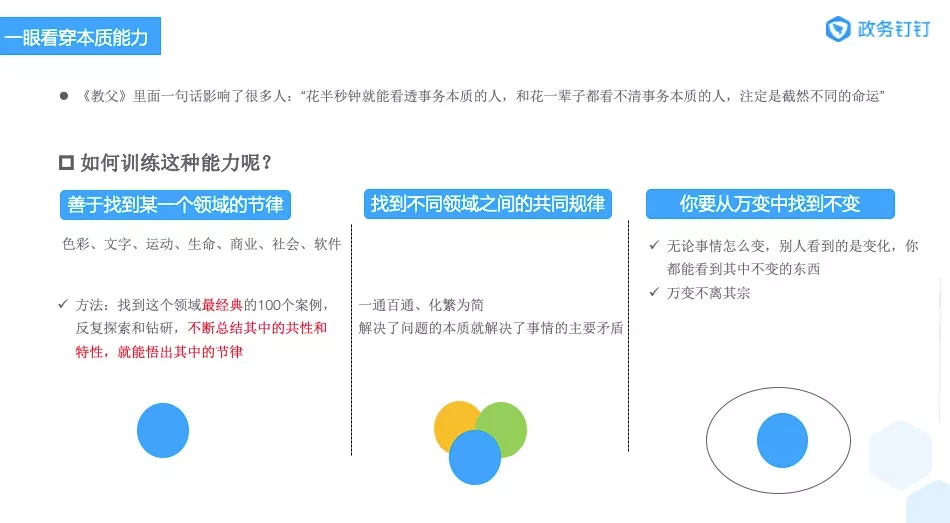 一眼看穿本质能力
政务钉钉
《教父》里面一句话影响了很多人：“花半秒钟就能看透事务本质的人，和花一辈子都看不清事务本质的人，注定是截然不同的命运”
如何训练这种能力呢？
善于找到某一个领域的节律
色彩、文字、运动、生命、商业、社会、软件
方法：找到这个领域最经典的100个案例，
反复探索和钻研，不断总结其中的共性和
特性，就能悟出其中的节律
找到不同领域之间的共同规律
一通百通、化繁为简
解决了问题的本质就解决了事情的主要矛盾
你要从万变中找到不变
无论事情怎么变，别人看到的是变化，你
都能看到其中不变的东西
万变不离其宗